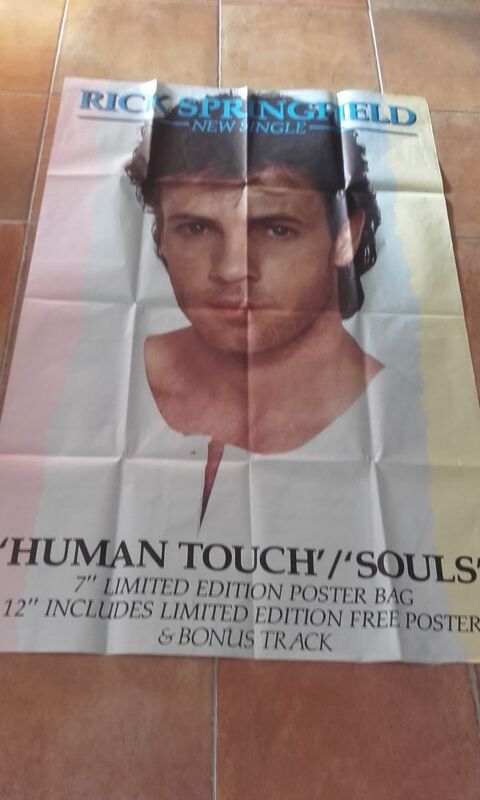 RICK SPRINGFIELD
NEW SINGLE
'HUMAN TOUCH'/'SOULS'
7" LIMITED EDITION POSTER BAG
12" INCLUDES LIMITED EDITION FREE POSTER
& BONUS TRACK